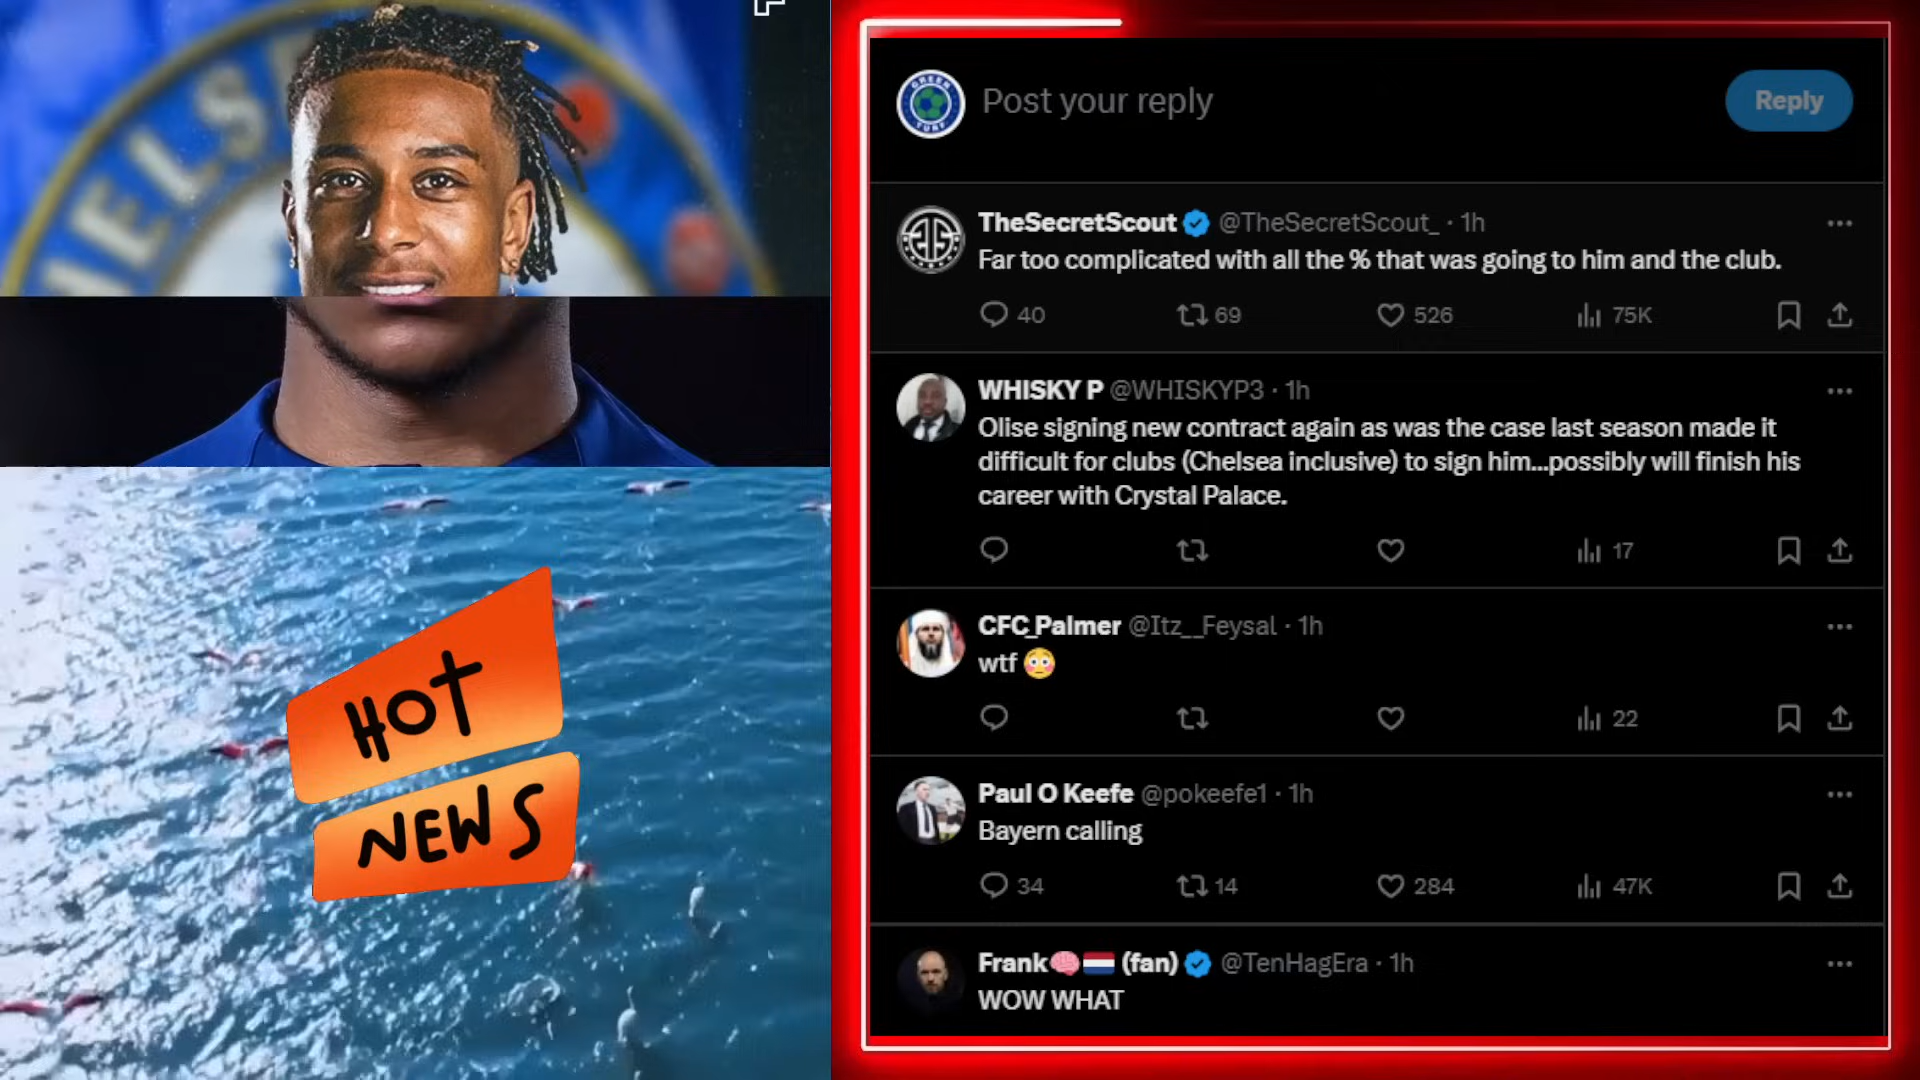 HELS
HOT
NEWS
GREEN
TURF
Post your reply
Reply
TheSecretScout @TheSecretScout_ · 1h
Far too complicated with all the % that was going to him and the club.
40 69 526 75K
WHISKY P @WHISKYP3 · 1h
Olise signing new contract again as was the case last season made it
difficult for clubs (Chelsea inclusive) to sign him...possibly will finish his
career with Crystal Palace.
17
CFC_Palmer @Itz__Feysal · 1h
wtf 😳
22
Paul O Keefe @pokeefe1 · 1h
Bayern calling
34 14 284 47K
Frank🧠🇳🇱 (fan) @TenHagEra · 1h
WOW WHAT